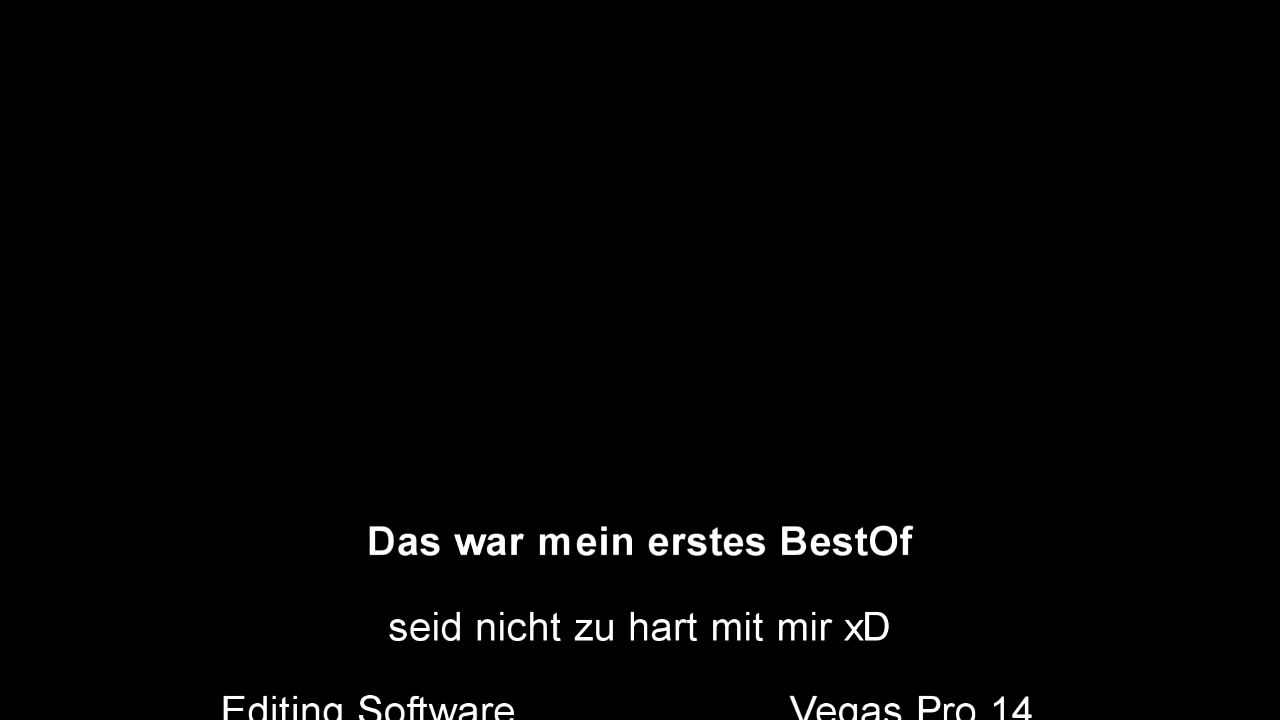 Das war mein erstes BestOf
seid nicht zu hart mit mir xD
Editing Software Vegas Pro 14